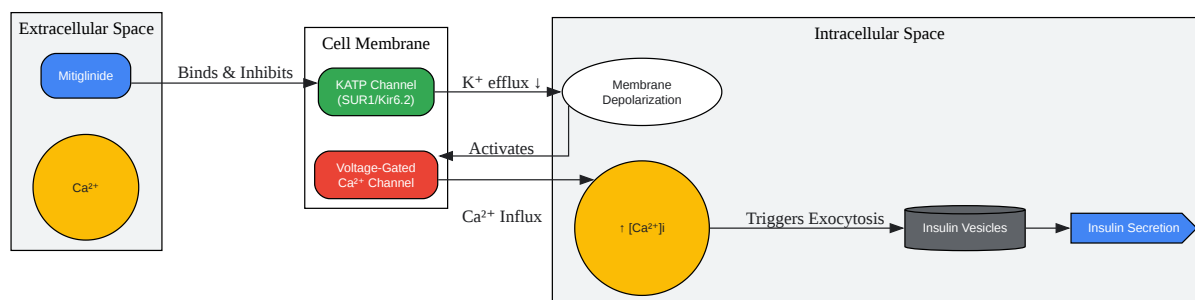 Extracellular Space
Mitiglinide
Ca²⁺
Binds & Inhibits
Cell Membrane
KATP Channel
(SUR1/Kir6.2)
Voltage-Gated
Ca²⁺ Channel
K⁺ efflux ↓
Activates
Ca²⁺ Influx
Intracellular Space
Membrane
Depolarization
↑ [Ca²⁺]i
Triggers Exocytosis
Insulin Vesicles
Insulin Secretion